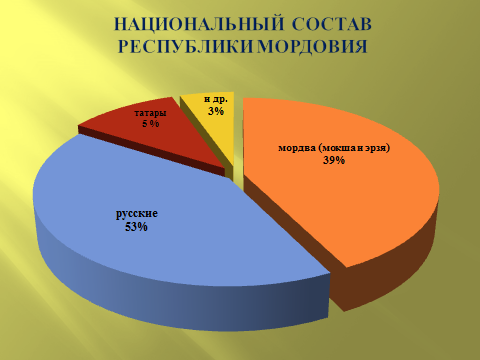 НАЦИОНАЛЬНЫЙ СОСТАВ
РЕСПУБЛИКИ МОРДОВИЯ
и др.
3%
татары
5 %
мордва (мокша и эрзя)
39%
русские
53%